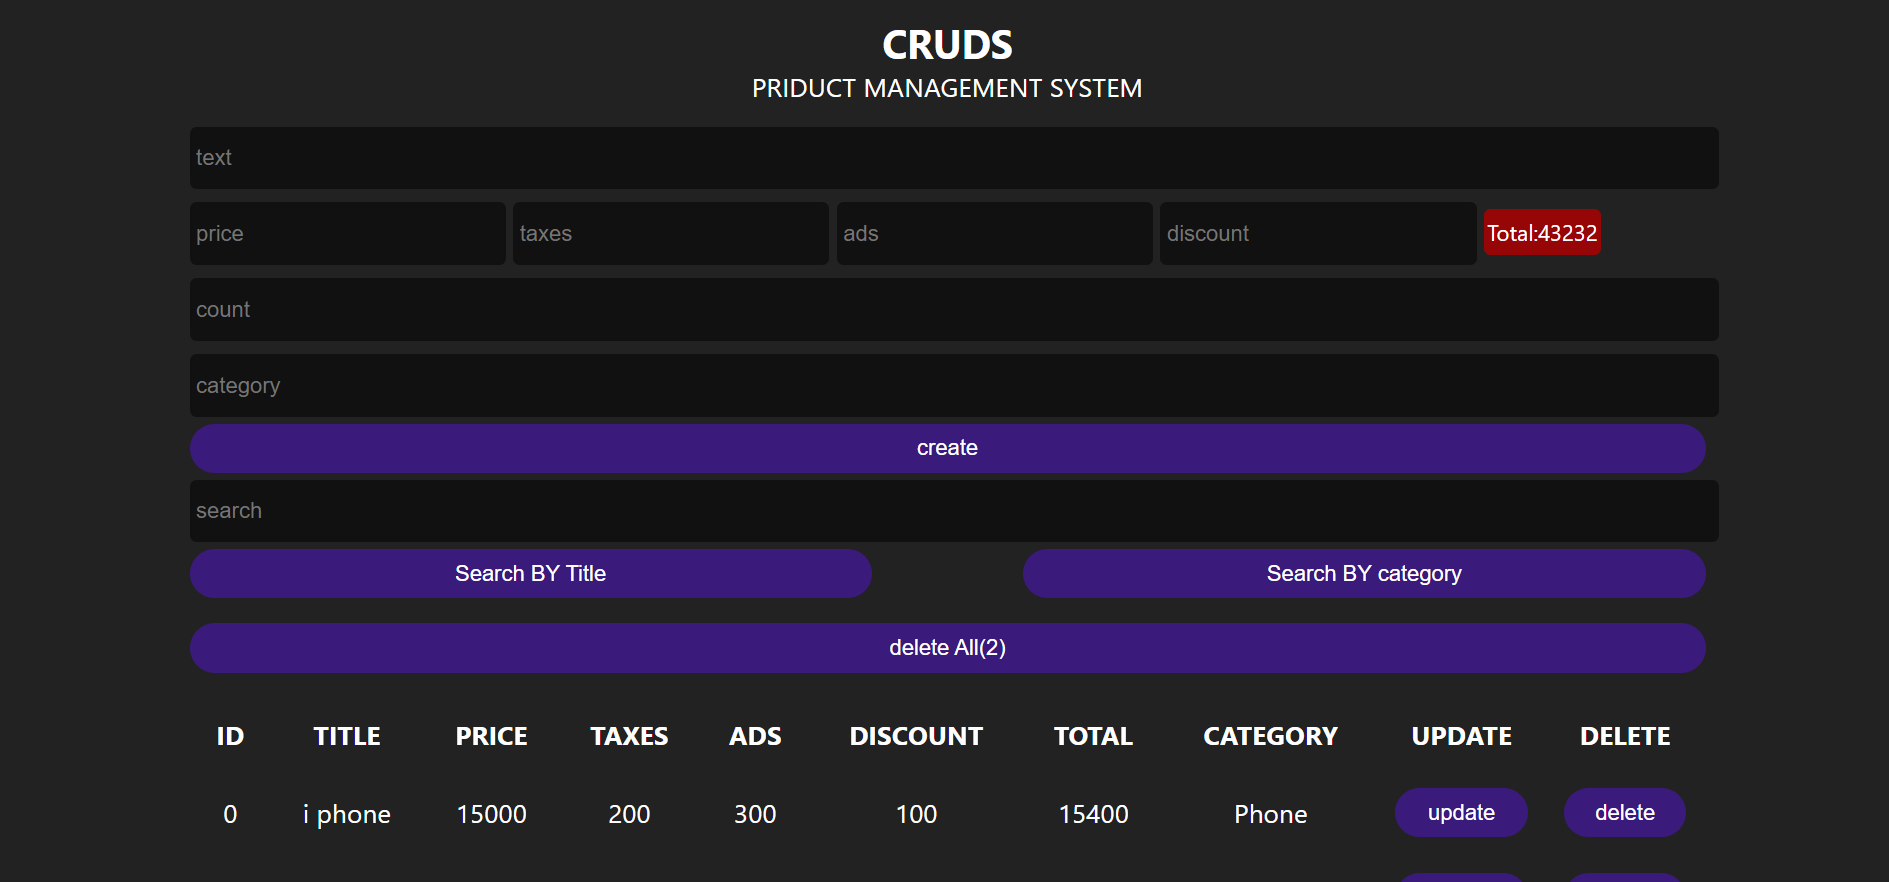 CRUDS
PRIDUCT MANAGEMENT SYSTEM
text
price taxes ads discount Total:43232
count
category
create
search
Search BY Title Search BY category
delete All(2)
ID TITLE PRICE TAXES ADS DISCOUNT TOTAL CATEGORY UPDATE DELETE
0 i phone 15000 200 300 100 15400 Phone update delete